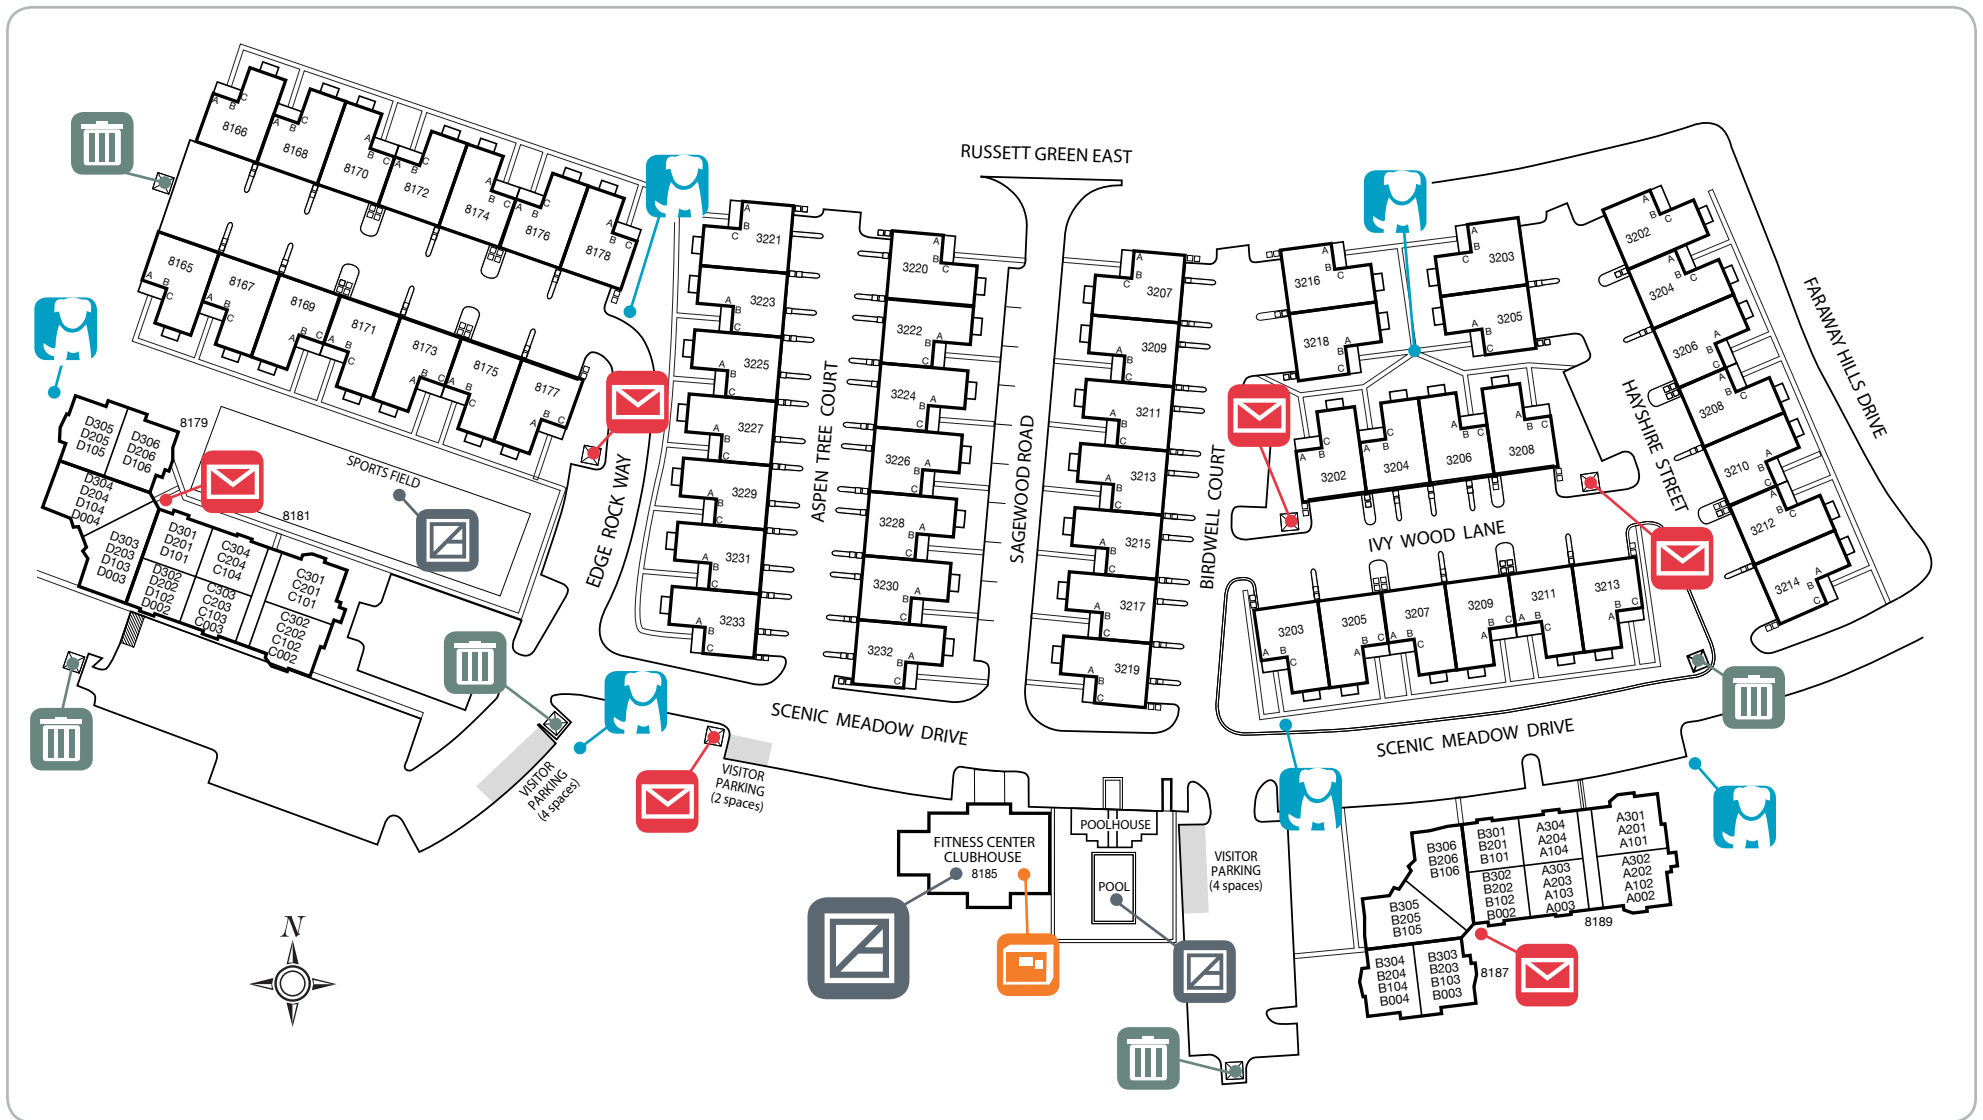 RUSSETT GREEN EAST
8166
8168
8170
8172
8174
8176
8178
8165
8167
8169
8171
8173
8175
8177
8179
8181
SPORTS FIELD
D305
D205
D105
D306
D206
D106
D304
D204
D104
D004
D303
D203
D103
D003
D301
D201
D101
D302
D202
D102
D002
C304
C204
C104
C303
C203
C103
C003
C301
C201
C101
C302
C202
C102
C002
EDGE ROCK WAY
3221
3223
3225
3227
3229
3231
3233
ASPEN TREE COURT
3220
3222
3224
3226
3228
3230
3232
SAGEWOOD ROAD
3207
3209
3211
3213
3215
3217
3219
BIRDWELL COURT
3216
3218
3203
3205
3202
3204
3206
3208
IVY WOOD LANE
3203
3205
3207
3209
3211
3213
HAYSHIRE STREET
3202
3204
3206
3208
3210
3212
3214
FARAWAY HILLS DRIVE
SCENIC MEADOW DRIVE
SCENIC MEADOW DRIVE
VISITOR
PARKING
(4 spaces)
VISITOR
PARKING
(2 spaces)
FITNESS CENTER
CLUBHOUSE
8185
POOLHOUSE
POOL
VISITOR
PARKING
(4 spaces)
B306
B206
B106
B301
B201
B101
B302
B202
B102
B002
A304
A204
A104
A303
A203
A103
A003
A301
A201
A101
A302
A202
A102
A002
B305
B205
B105
B304
B204
B104
B004
B303
B203
B103
B003
8189
8187
N